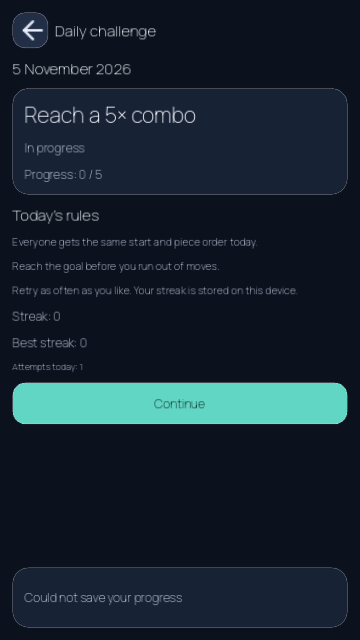 Daily challenge
5 November 2026
Reach a 5× combo
In progress
Progress: 0 / 5
Today's rules
Everyone gets the same start and piece order today.
Reach the goal before you run out of moves.
Retry as often as you like. Your streak is stored on this device.
Streak: 0
Best streak: 0
Attempts today: 1
Continue
Could not save your progress